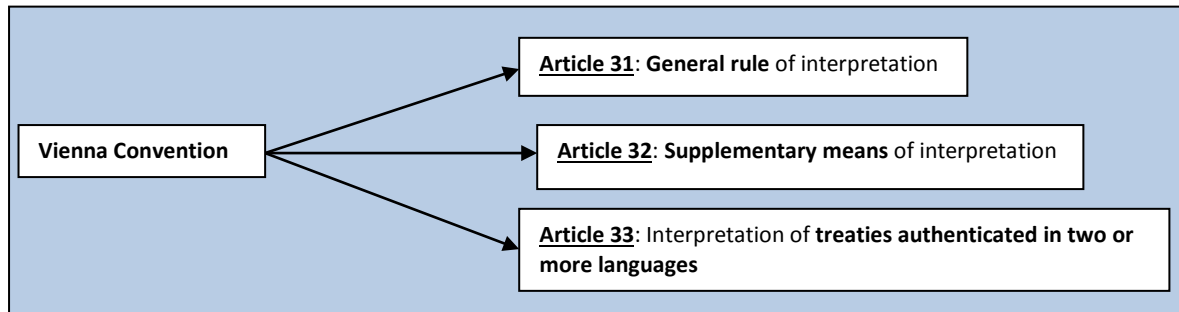 Article 31: General rule of interpretation
Vienna Convention
Article 32: Supplementary means of interpretation
Article 33: Interpretation of treaties authenticated in two or
more languages